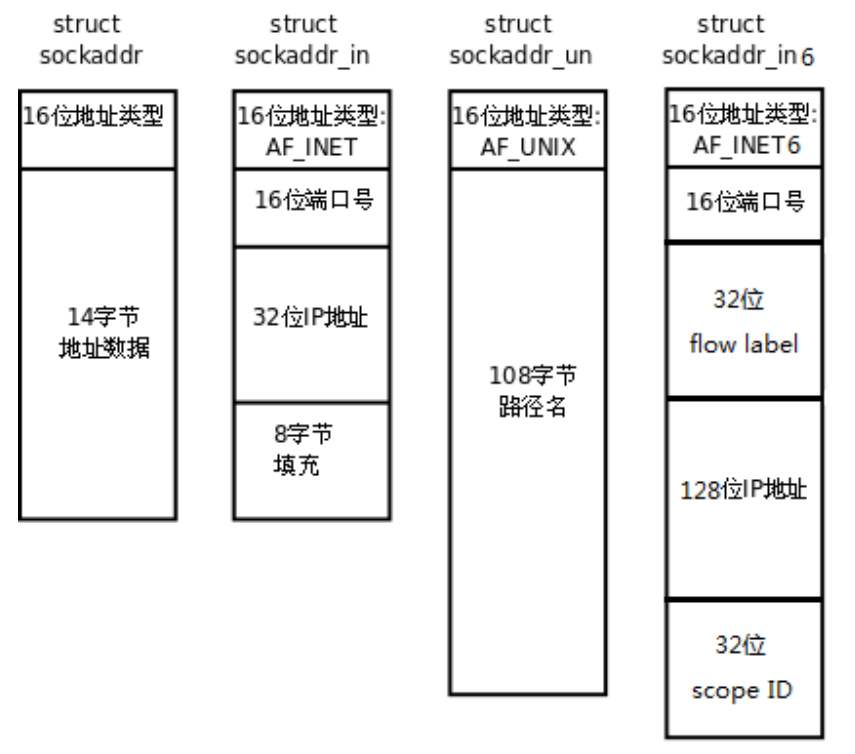 struct
sockaddr
16位地址类型
14字节
地址数据
struct
sockaddr_in
16位地址类型:
AF_INET
16位端口号
32位IP地址
8字节
填充
struct
sockaddr_un
16位地址类型:
AF_UNIX
108字节
路径名
struct
sockaddr_in6
16位地址类型:
AF_INET6
16位端口号
32位
flow label
128位IP地址
32位
scope ID